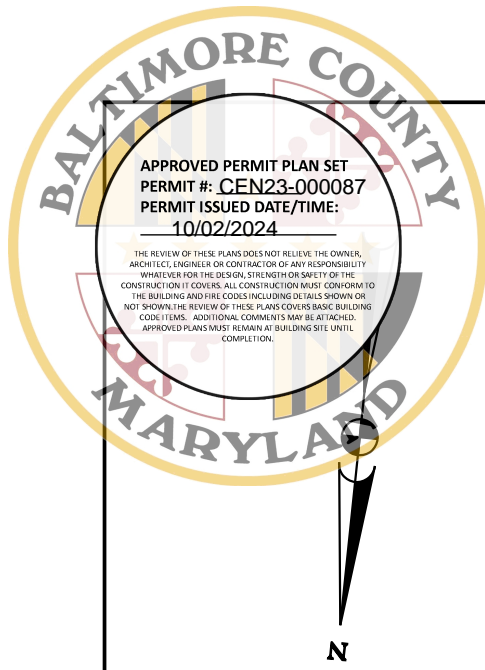 BALTIMORE COUNTY
APPROVED PERMIT PLAN SET
PERMIT #: CEN23-000087
PERMIT ISSUED DATE/TIME:
10/02/2024
THE REVIEW OF THESE PLANS DOES NOT RELIEVE THE OWNER,
ARCHITECT, ENGINEER OR CONTRACTOR OF ANY RESPONSIBILITY
WHATEVER FOR THE DESIGN, STRENGTH OR SAFETY OF THE
CONSTRUCTION IT COVERS. ALL CONSTRUCTION MUST CONFORM TO
THE BUILDING AND FIRE CODES INCLUDING DETAILS SHOWN OR
NOT SHOWN.THE REVIEW OF THESE PLANS COVERS BASIC BUILDING
CODE ITEMS. ADDITIONAL COMMENTS MAY BE ATTACHED.
APPROVED PLANS MUST REMAIN AT BUILDING SITE UNTIL
COMPLETION.
MARYLAND
N